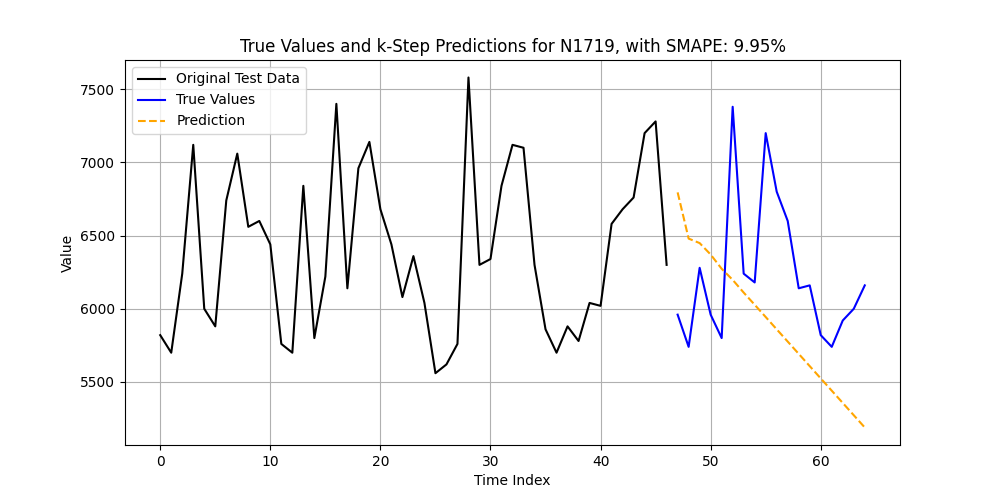 True Values and k-Step Predictions for N1719, with SMAPE: 9.95%
Original Test Data
True Values
Prediction
Value
7500
7000
6500
6000
5500
0 10 20 30 40 50 60
Time Index